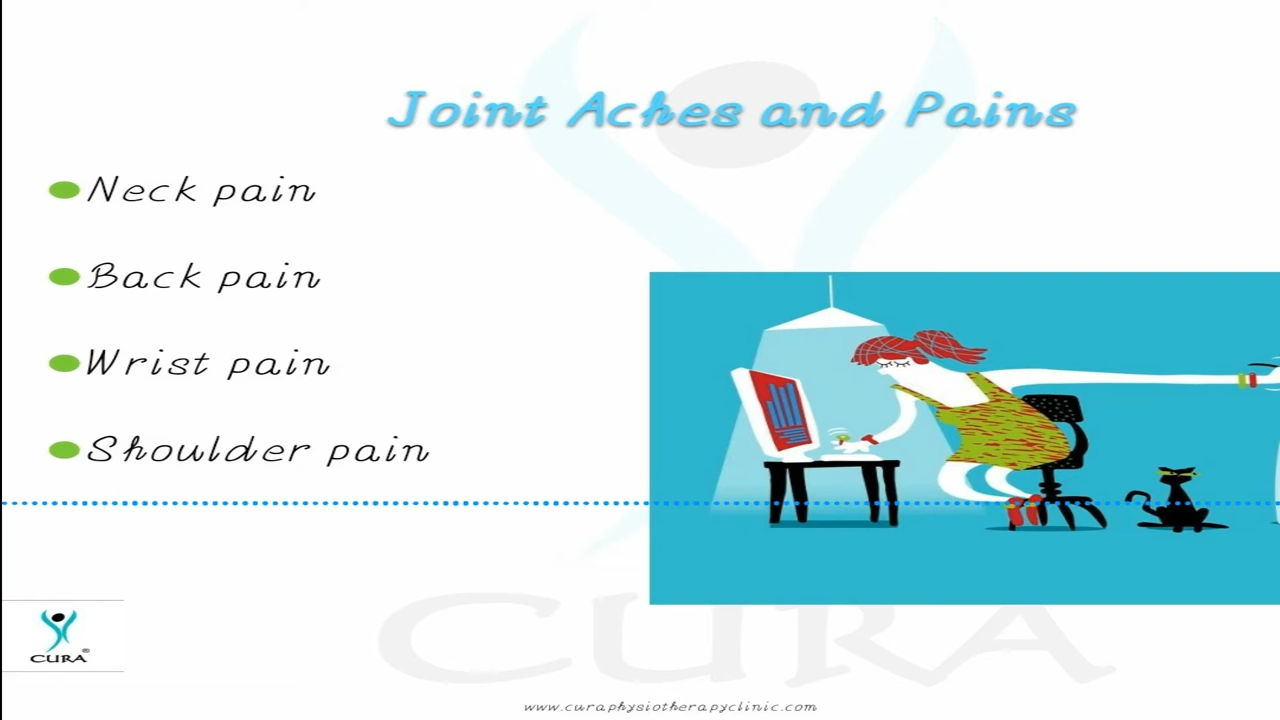 Joint Aches and Pains
Neck pain
Back pain
Wrist pain
Shoulder pain
CURA
CURA®
www.curaphysiotherapyclinic.com